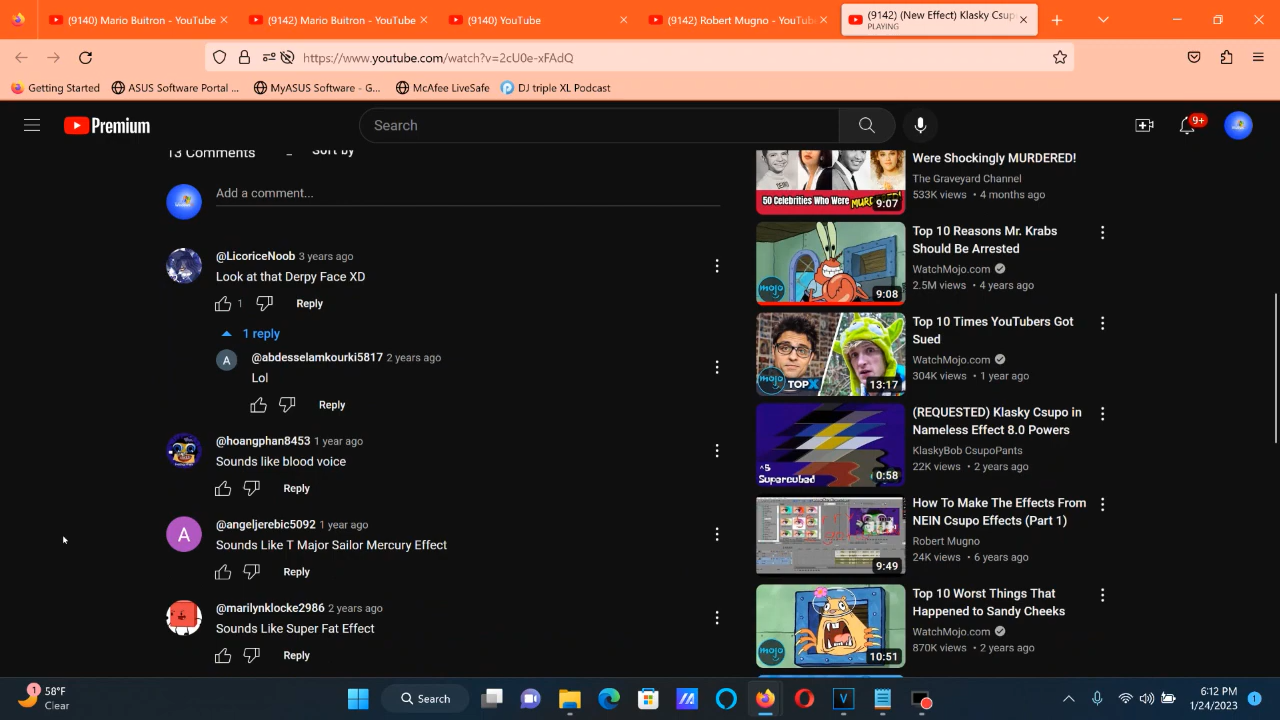 (9140) Mario Buitron - YouTube
(9142) Mario Buitron - YouTube
(9140) YouTube
(9142) Robert Mugno - YouTube
(9142) (New Effect) Klasky Csup
PLAYING
https://www.youtube.com/watch?v=2cU0e-xFAdQ
Getting Started
ASUS Software Portal ...
MyASUS Software - G...
McAfee LiveSafe
DJ triple XL Podcast
Premium
Search
9+
13 Comments
Sort by
Add a comment...
@LicoriceNoob 3 years ago
Look at that Derpy Face XD
1
Reply
1 reply
A
@abdesselamkourki5817 2 years ago
Lol
Reply
@hoangphan8453 1 year ago
Sounds like blood voice
Reply
A
@angeljerebic5092 1 year ago
Sounds Like T Major Sailor Mercury Effect
Reply
@marilynklocke2986 2 years ago
Sounds Like Super Fat Effect
Reply
50 Celebrities Who Were MURDERED
9:07
Were Shockingly MURDERED!
The Graveyard Channel
533K views • 4 months ago
mojo
9:08
Top 10 Reasons Mr. Krabs
Should Be Arrested
WatchMojo.com
2.5M views • 4 years ago
mojo
TOPX
13:17
Top 10 Times YouTubers Got
Sued
WatchMojo.com
304K views • 1 year ago
^5
Supercubed
0:58
(REQUESTED) Klasky Csupo in
Nameless Effect 8.0 Powers
KlaskyBob CsupoPants
22K views • 2 years ago
9:49
How To Make The Effects From
NEIN Csupo Effects (Part 1)
Robert Mugno
24K views • 6 years ago
mojo
10:51
Top 10 Worst Things That
Happened to Sandy Cheeks
WatchMojo.com
870K views • 2 years ago
1
58°F
Clear
Search
V
6:12 PM
1/24/2023
1